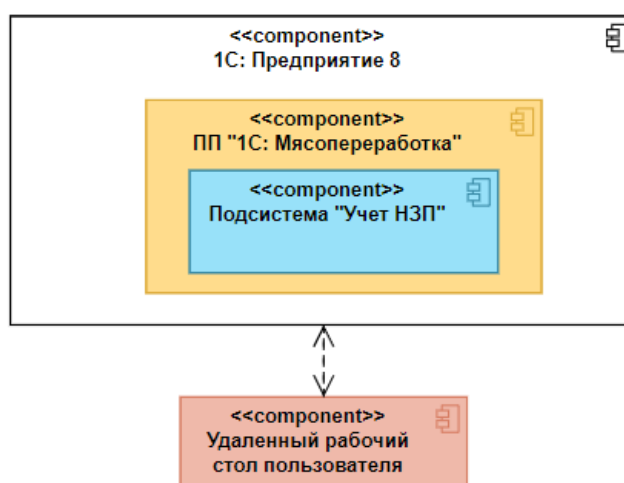 <<component>>
1С: Предприятие 8
<<component>>
ПП "1С: Мясопереработка"
<<component>>
Подсистема "Учет НЗП"
<<component>>
Удаленный рабочий
стол пользователя